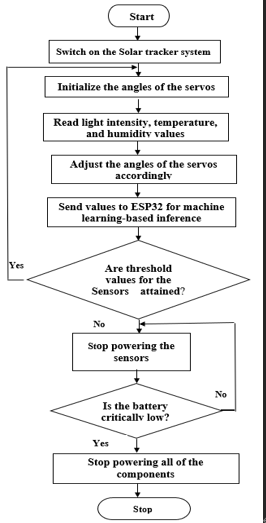 Start
Switch on the Solar tracker system
Initialize the angles of the servos
Read light intensity, temperature,
and humidity values
Adjust the angles of the servos
accordingly
Send values to ESP32 for machine
learning-based inference
Are threshold
values for the
Sensors attained?
Yes
No
Stop powering the
sensors
Is the battery
critically low?
No
Yes
Stop powering all of the
components
Stop